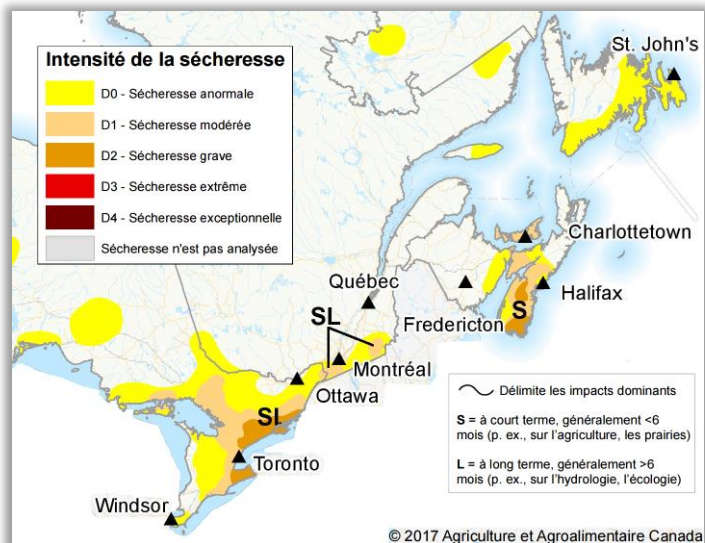 Intensité de la sécheresse
D0 - Sécheresse anormale
D1 - Sécheresse modérée
D2 - Sécheresse grave
D3 - Sécheresse extrême
D4 - Sécheresse exceptionnelle
Sécheresse n'est pas analysée
St. John's
Charlottetown
Québec
Halifax
S
SL
Fredericton
Montréal
Ottawa
SL
Toronto
Windsor
Délimite les impacts dominants
S = à court terme, généralement <6
mois (p. ex., sur l'agriculture, les prairies)
L = à long terme, généralement >6
mois (p. ex., sur l'hydrologie, l'écologie)
© 2017 Agriculture et Agroalimentaire Canada